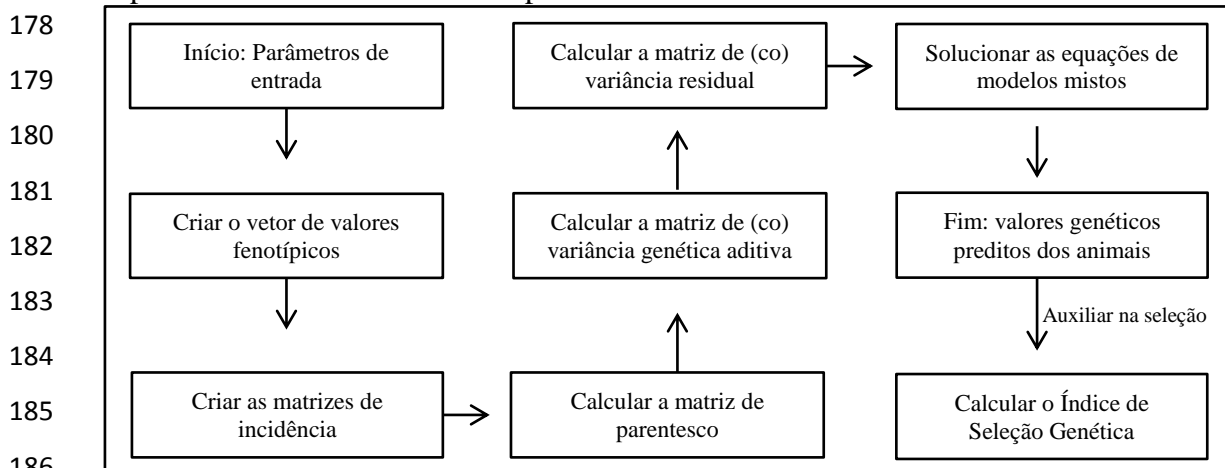 178
179
180
181
182
183
184
185
186
Início: Parâmetros de
entrada
Criar o vetor de valores
fenotípicos
Criar as matrizes de
incidência
Calcular a matriz de
parentesco
Calcular a matriz de (co)
variância genética aditiva
Calcular a matriz de (co)
variância residual
Solucionar as equações de
modelos mistos
Fim: valores genéticos
preditos dos animais
Auxiliar na seleção
Calcular o Índice de
Seleção Genética